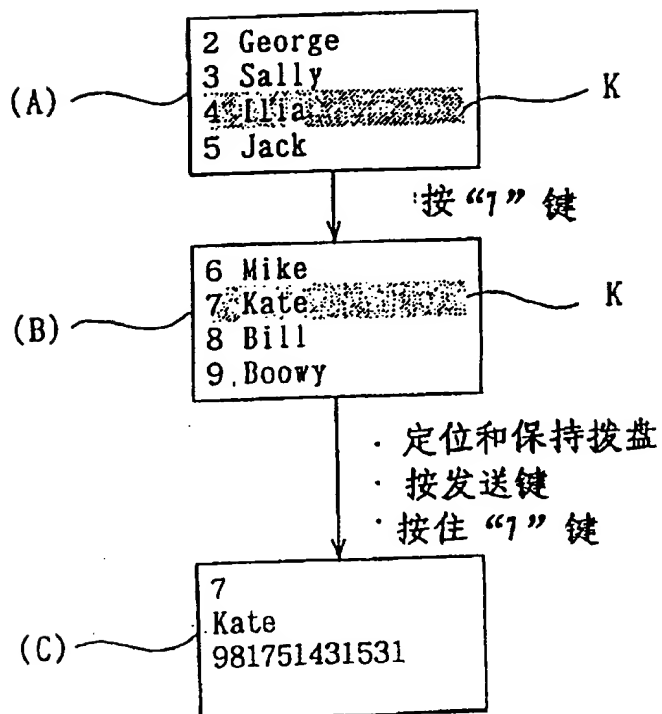 2 George
3 Sally
(A)
4 Illa
K
5 Jack
按“7”键
6 Mike
7 Kate
K
(B)
8 Bill
9 Boowy
· 定位和保持拨盘
· 按发送键
· 按住“7”键
7
Kate
(C)
981751431531